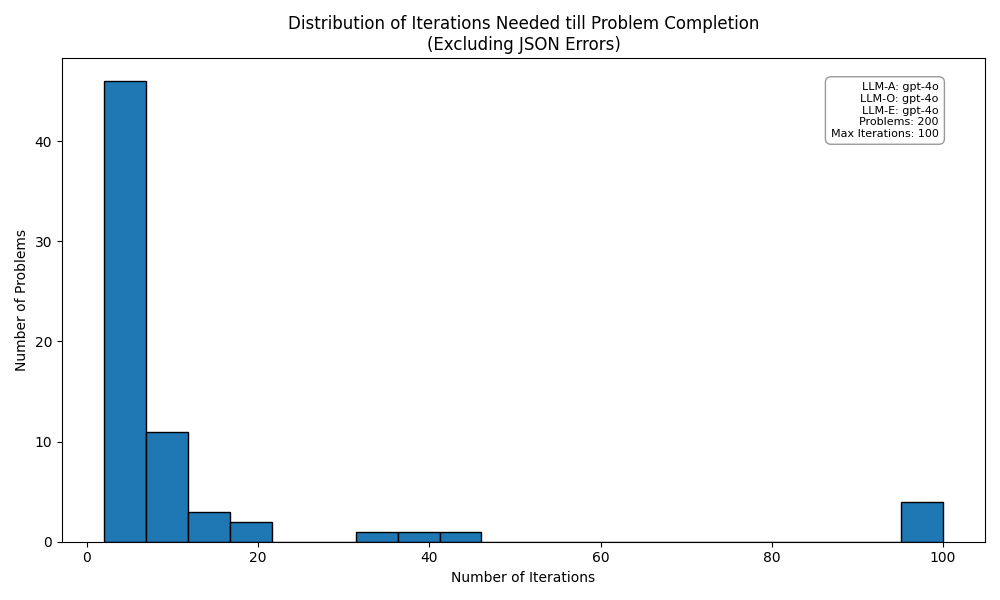 Distribution of Iterations Needed till Problem Completion
(Excluding JSON Errors)
LLM-A: gpt-4o
LLM-O: gpt-4o
LLM-E: gpt-4o
Problems: 200
Max Iterations: 100
Number of Problems
40
30
20
10
0
0 20 40 60 80 100
Number of Iterations